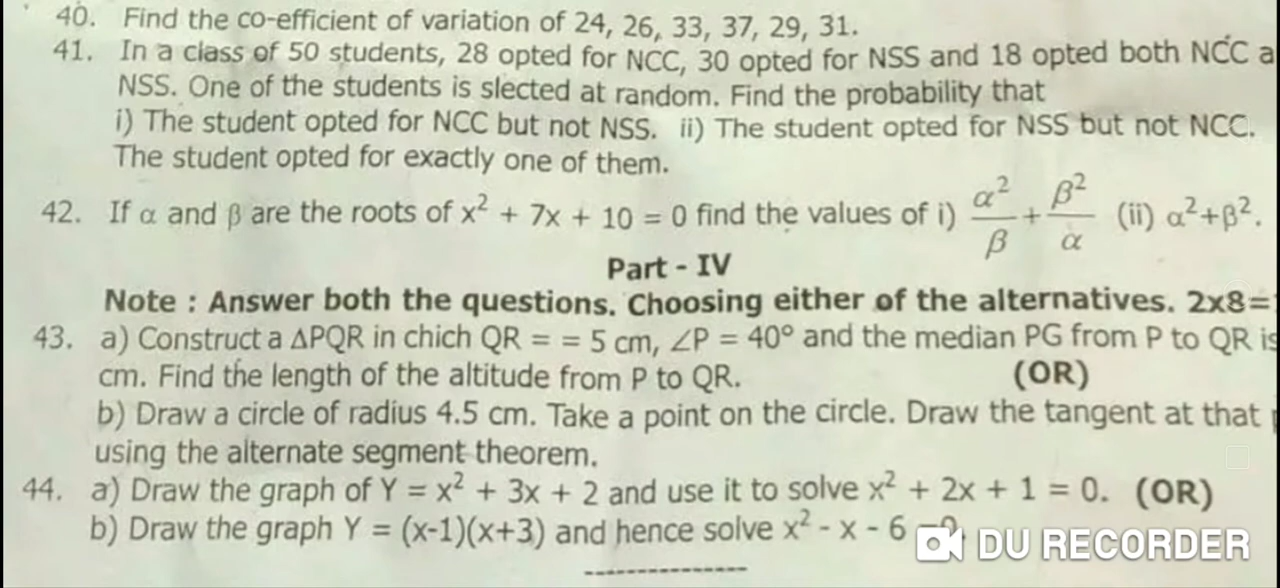 40. Find the co-efficient of variation of 24, 26, 33, 37, 29, 31.
41. In a class of 50 students, 28 opted for NCC, 30 opted for NSS and 18 opted both NCC a
NSS. One of the students is slected at random. Find the probability that
i) The student opted for NCC but not NSS. ii) The student opted for NSS but not NCC.
The student opted for exactly one of them.
42. If α and β are the roots of x² + 7x + 10 = 0 find the values of i) α²/β + β²/α (ii) α²+β².
Part - IV
Note : Answer both the questions. Choosing either of the alternatives. 2x8=
43. a) Construct a ΔPQR in chich QR = = 5 cm, ∠P = 40° and the median PG from P to QR is
cm. Find the length of the altitude from P to QR. (OR)
b) Draw a circle of radius 4.5 cm. Take a point on the circle. Draw the tangent at that
using the alternate segment theorem.
44. a) Draw the graph of Y = x² + 3x + 2 and use it to solve x² + 2x + 1 = 0. (OR)
b) Draw the graph Y = (x-1)(x+3) and hence solve x² - x - 6
DU RECORDER